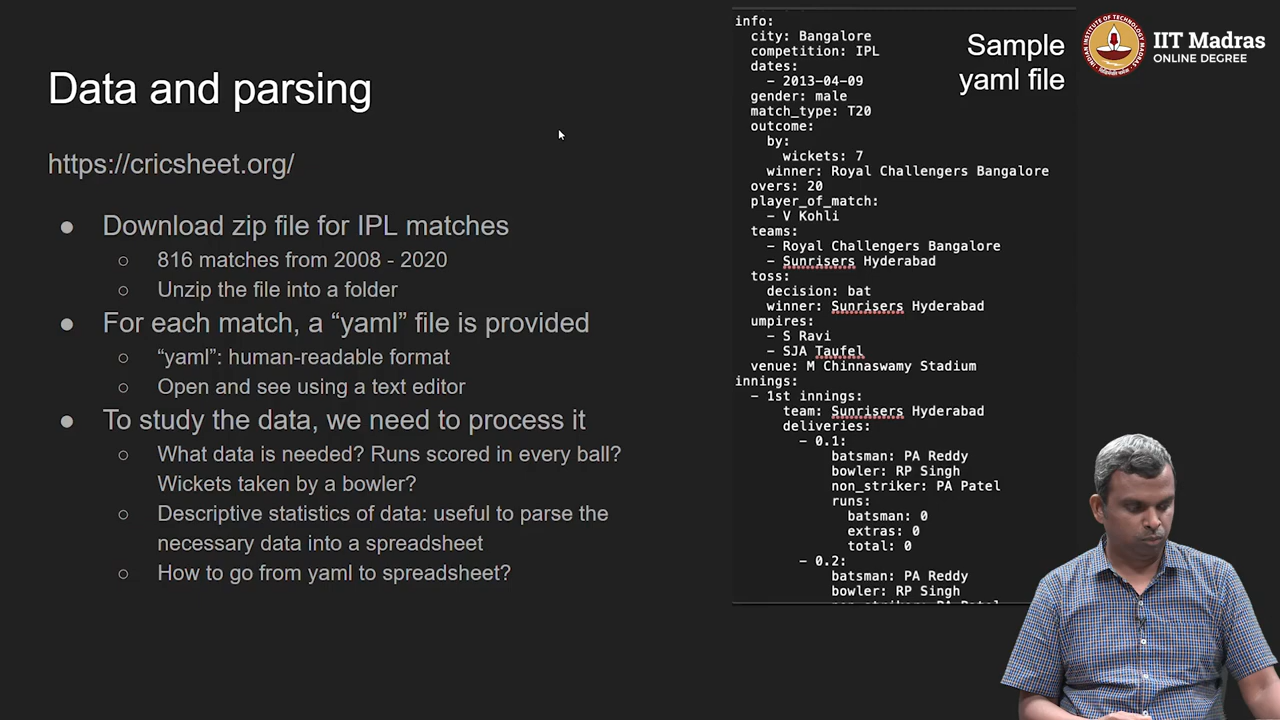 Data and parsing
https://cricsheet.org/
● Download zip file for IPL matches
○ 816 matches from 2008 - 2020
○ Unzip the file into a folder
● For each match, a “yaml” file is provided
○ “yaml”: human-readable format
○ Open and see using a text editor
● To study the data, we need to process it
○ What data is needed? Runs scored in every ball?
Wickets taken by a bowler?
○ Descriptive statistics of data: useful to parse the
necessary data into a spreadsheet
○ How to go from yaml to spreadsheet?
info:
city: Bangalore
competition: IPL
dates:
- 2013-04-09
gender: male
match_type: T20
outcome:
by:
wickets: 7
winner: Royal Challengers Bangalore
overs: 20
player_of_match:
- V Kohli
teams:
- Royal Challengers Bangalore
- Sunrisers Hyderabad
toss:
decision: bat
winner: Sunrisers Hyderabad
umpires:
- S Ravi
- SJA Taufel
venue: M Chinnaswamy Stadium
innings:
- 1st innings:
team: Sunrisers Hyderabad
deliveries:
- 0.1:
batsman: PA Reddy
bowler: RP Singh
non_striker: PA Patel
runs:
batsman: 0
extras: 0
total: 0
- 0.2:
batsman: PA Reddy
bowler: RP Singh
Sample
yaml file
IIT Madras
ONLINE DEGREE